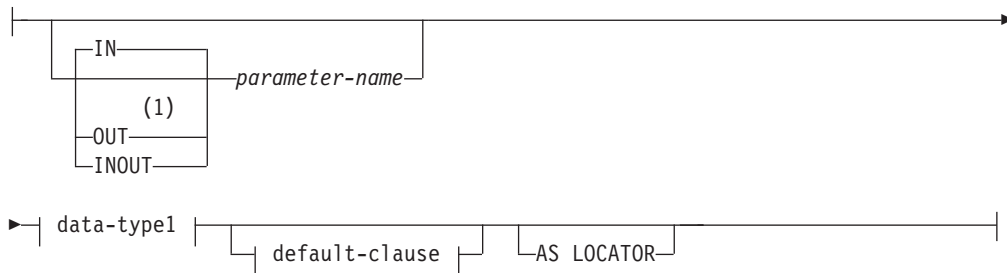 IN
parameter-name
(1)
OUT
INOUT
data-type1
default-clause
AS LOCATOR